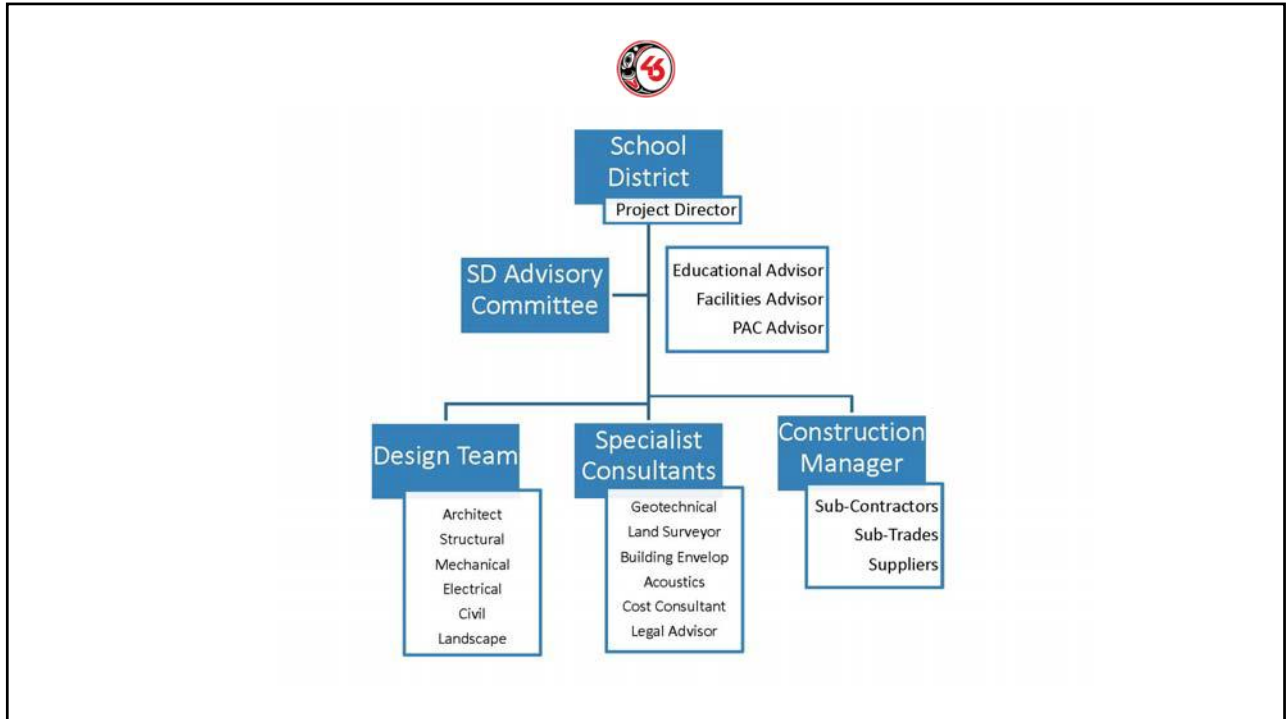 46
School
District
Project Director
SD Advisory
Committee
Educational Advisor
Facilities Advisor
PAC Advisor
Design Team
Architect
Structural
Mechanical
Electrical
Civil
Landscape
Specialist
Consultants
Geotechnical
Land Surveyor
Building Envelop
Acoustics
Cost Consultant
Legal Advisor
Construction
Manager
Sub-Contractors
Sub-Trades
Suppliers